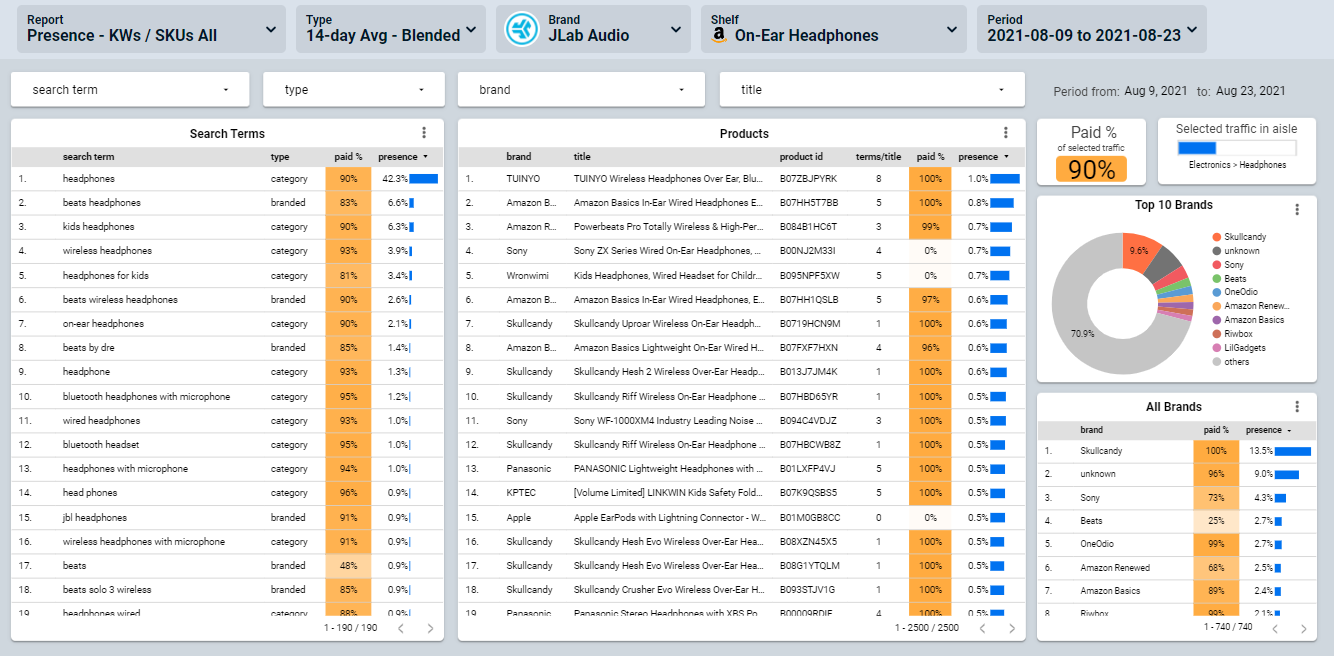 Report
Presence - KWs / SKUs All
Type
14-day Avg - Blended
Brand
JLab Audio
Shelf
On-Ear Headphones
Period
2021-08-09 to 2021-08-23
search term
type
brand
title
Period from: Aug 9, 2021 to: Aug 23, 2021
Search Terms
search term type paid % presence
1. headphones category 90% 42.3%
2. beats headphones branded 83% 6.6%
3. kids headphones category 90% 6.3%
4. wireless headphones category 93% 3.9%
5. headphones for kids category 81% 3.4%
6. beats wireless headphones branded 90% 2.6%
7. on-ear headphones category 90% 2.1%
8. beats by dre branded 85% 1.4%
9. headphone category 93% 1.3%
10. bluetooth headphones with microphone category 95% 1.2%
11. wired headphones category 93% 1.0%
12. bluetooth headset category 95% 1.0%
13. headphones with microphone category 94% 1.0%
14. head phones category 96% 0.9%
15. jbl headphones branded 91% 0.9%
16. wireless headphones with microphone category 91% 0.9%
17. beats branded 48% 0.9%
18. beats solo 3 wireless branded 85% 0.9%
19. headphones wired category 88% 0.9%
1 - 190 / 190
Products
brand title product id terms/title paid % presence
1. TUINYO TUINYO Wireless Headphones Over Ear, Blu... B07ZBJPYRK 8 100% 1.0%
2. Amazon B... Amazon Basics In-Ear Wired Headphones E... B07HH5T7BB 5 100% 0.8%
3. Amazon R... Powerbeats Pro Totally Wireless & High-Per... B084B1HC6T 3 99% 0.7%
4. Sony Sony ZX Series Wired On-Ear Headphones, ... B00NJ2M33I 4 0% 0.7%
5. Wronwimi Kids Headphones, Wired Headset for Childr... B095NPF5XW 5 0% 0.7%
6. Amazon B... Amazon Basics In-Ear Wired Headphones, E... B07HH1QSLB 5 97% 0.6%
7. Skullcandy Skullcandy Uproar Wireless On-Ear Headph... B0719HCN9M 1 100% 0.6%
8. Amazon B... Amazon Basics Lightweight On-Ear Wired H... B07FXF7HXN 4 96% 0.6%
9. Skullcandy Skullcandy Hesh 2 Wireless Over-Ear Headp... B013J7JM4K 1 100% 0.6%
10. Skullcandy Skullcandy Riff Wireless On-Ear Headphone ... B07HBD65YR 1 100% 0.5%
11. Sony Sony WF-1000XM4 Industry Leading Noise ... B094C4VDJZ 3 100% 0.5%
12. Skullcandy Skullcandy Riff Wireless On-Ear Headphone ... B07HBCWB8Z 1 100% 0.5%
13. Panasonic PANASONIC Lightweight Headphones with ... B01LXFP4VJ 5 100% 0.5%
14. KPTEC [Volume Limited] LINKWIN Kids Safety Fold... B07K9QSBS5 5 100% 0.5%
15. Apple Apple EarPods with Lightning Connector - W... B01M0GB8CC 0 0% 0.5%
16. Skullcandy Skullcandy Hesh Evo Wireless Over-Ear Hea... B08XZN45X5 1 100% 0.5%
17. Skullcandy Skullcandy Hesh Evo Wireless Over-Ear Hea... B08G1YTQLM 1 100% 0.5%
18. Skullcandy Skullcandy Crusher Evo Wireless Over-Ear ... B093STJV1G 1 100% 0.5%
19. Panasonic Panasonic Stereo Headphones with XBS Po... B00009RDIF 4 100% 0.5%
1 - 2500 / 2500
Paid %
of selected traffic
90%
Selected traffic in aisle
Electronics > Headphones
Top 10 Brands
9.6%
70.9%
Skullcandy
unknown
Sony
Beats
OneOdio
Amazon Renew...
Amazon Basics
Riwbox
LilGadgets
others
All Brands
brand paid % presence
1. Skullcandy 100% 13.5%
2. unknown 96% 9.0%
3. Sony 73% 4.3%
4. Beats 25% 2.7%
5. OneOdio 99% 2.7%
6. Amazon Renewed 68% 2.5%
7. Amazon Basics 89% 2.4%
8. Riwbox 99% 2.1%
1 - 740 / 740